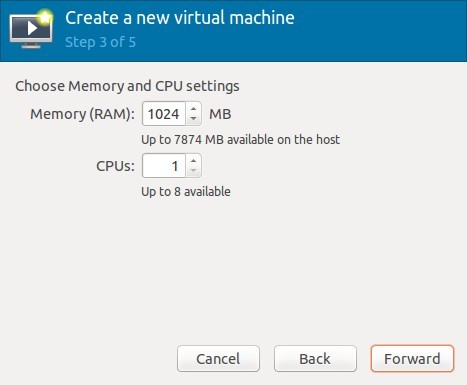 Create a new virtual machine
Step 3 of 5
Choose Memory and CPU settings
Memory (RAM): 1024 MB
Up to 7874 MB available on the host
CPUs: 1
Up to 8 available
Cancel Back Forward